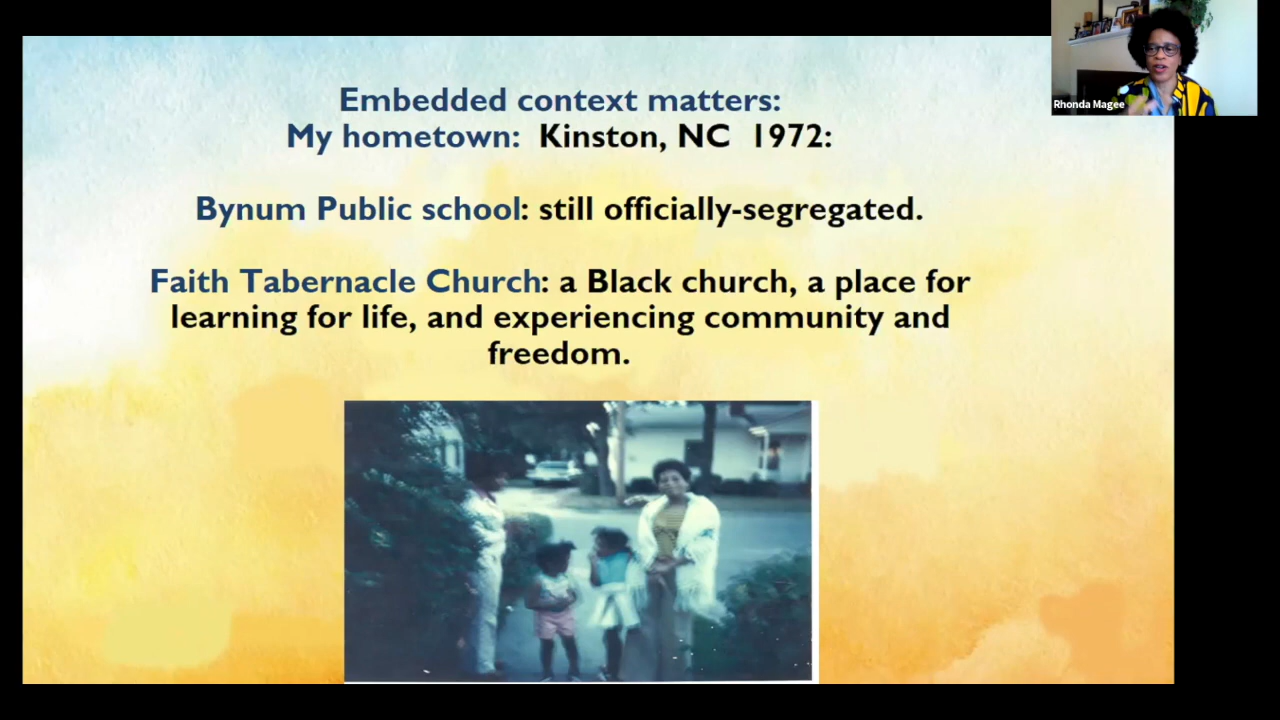 Embedded context matters:
My hometown: Kinston, NC 1972:
Bynum Public school: still officially-segregated.
Faith Tabernacle Church: a Black church, a place for
learning for life, and experiencing community and
freedom.
Rhonda Magee